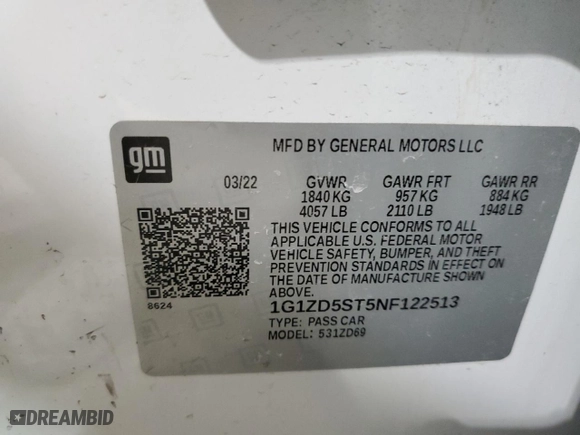 gm
MFD BY GENERAL MOTORS LLC
03/22 GVWR GAWR FRT GAWR RR
1840 KG 957 KG 884 KG
4057 LB 2110 LB 1948 LB
THIS VEHICLE CONFORMS TO ALL
APPLICABLE U.S. FEDERAL MOTOR
VEHICLE SAFETY, BUMPER, AND THEFT
PREVENTION STANDARDS IN EFFECT ON
THE DATE OF MANUFACTURE SHOWN
ABOVE.
8624
1G1ZD5ST5NF122513
TYPE: PASS CAR
MODEL: 531ZD69
DREAMBID